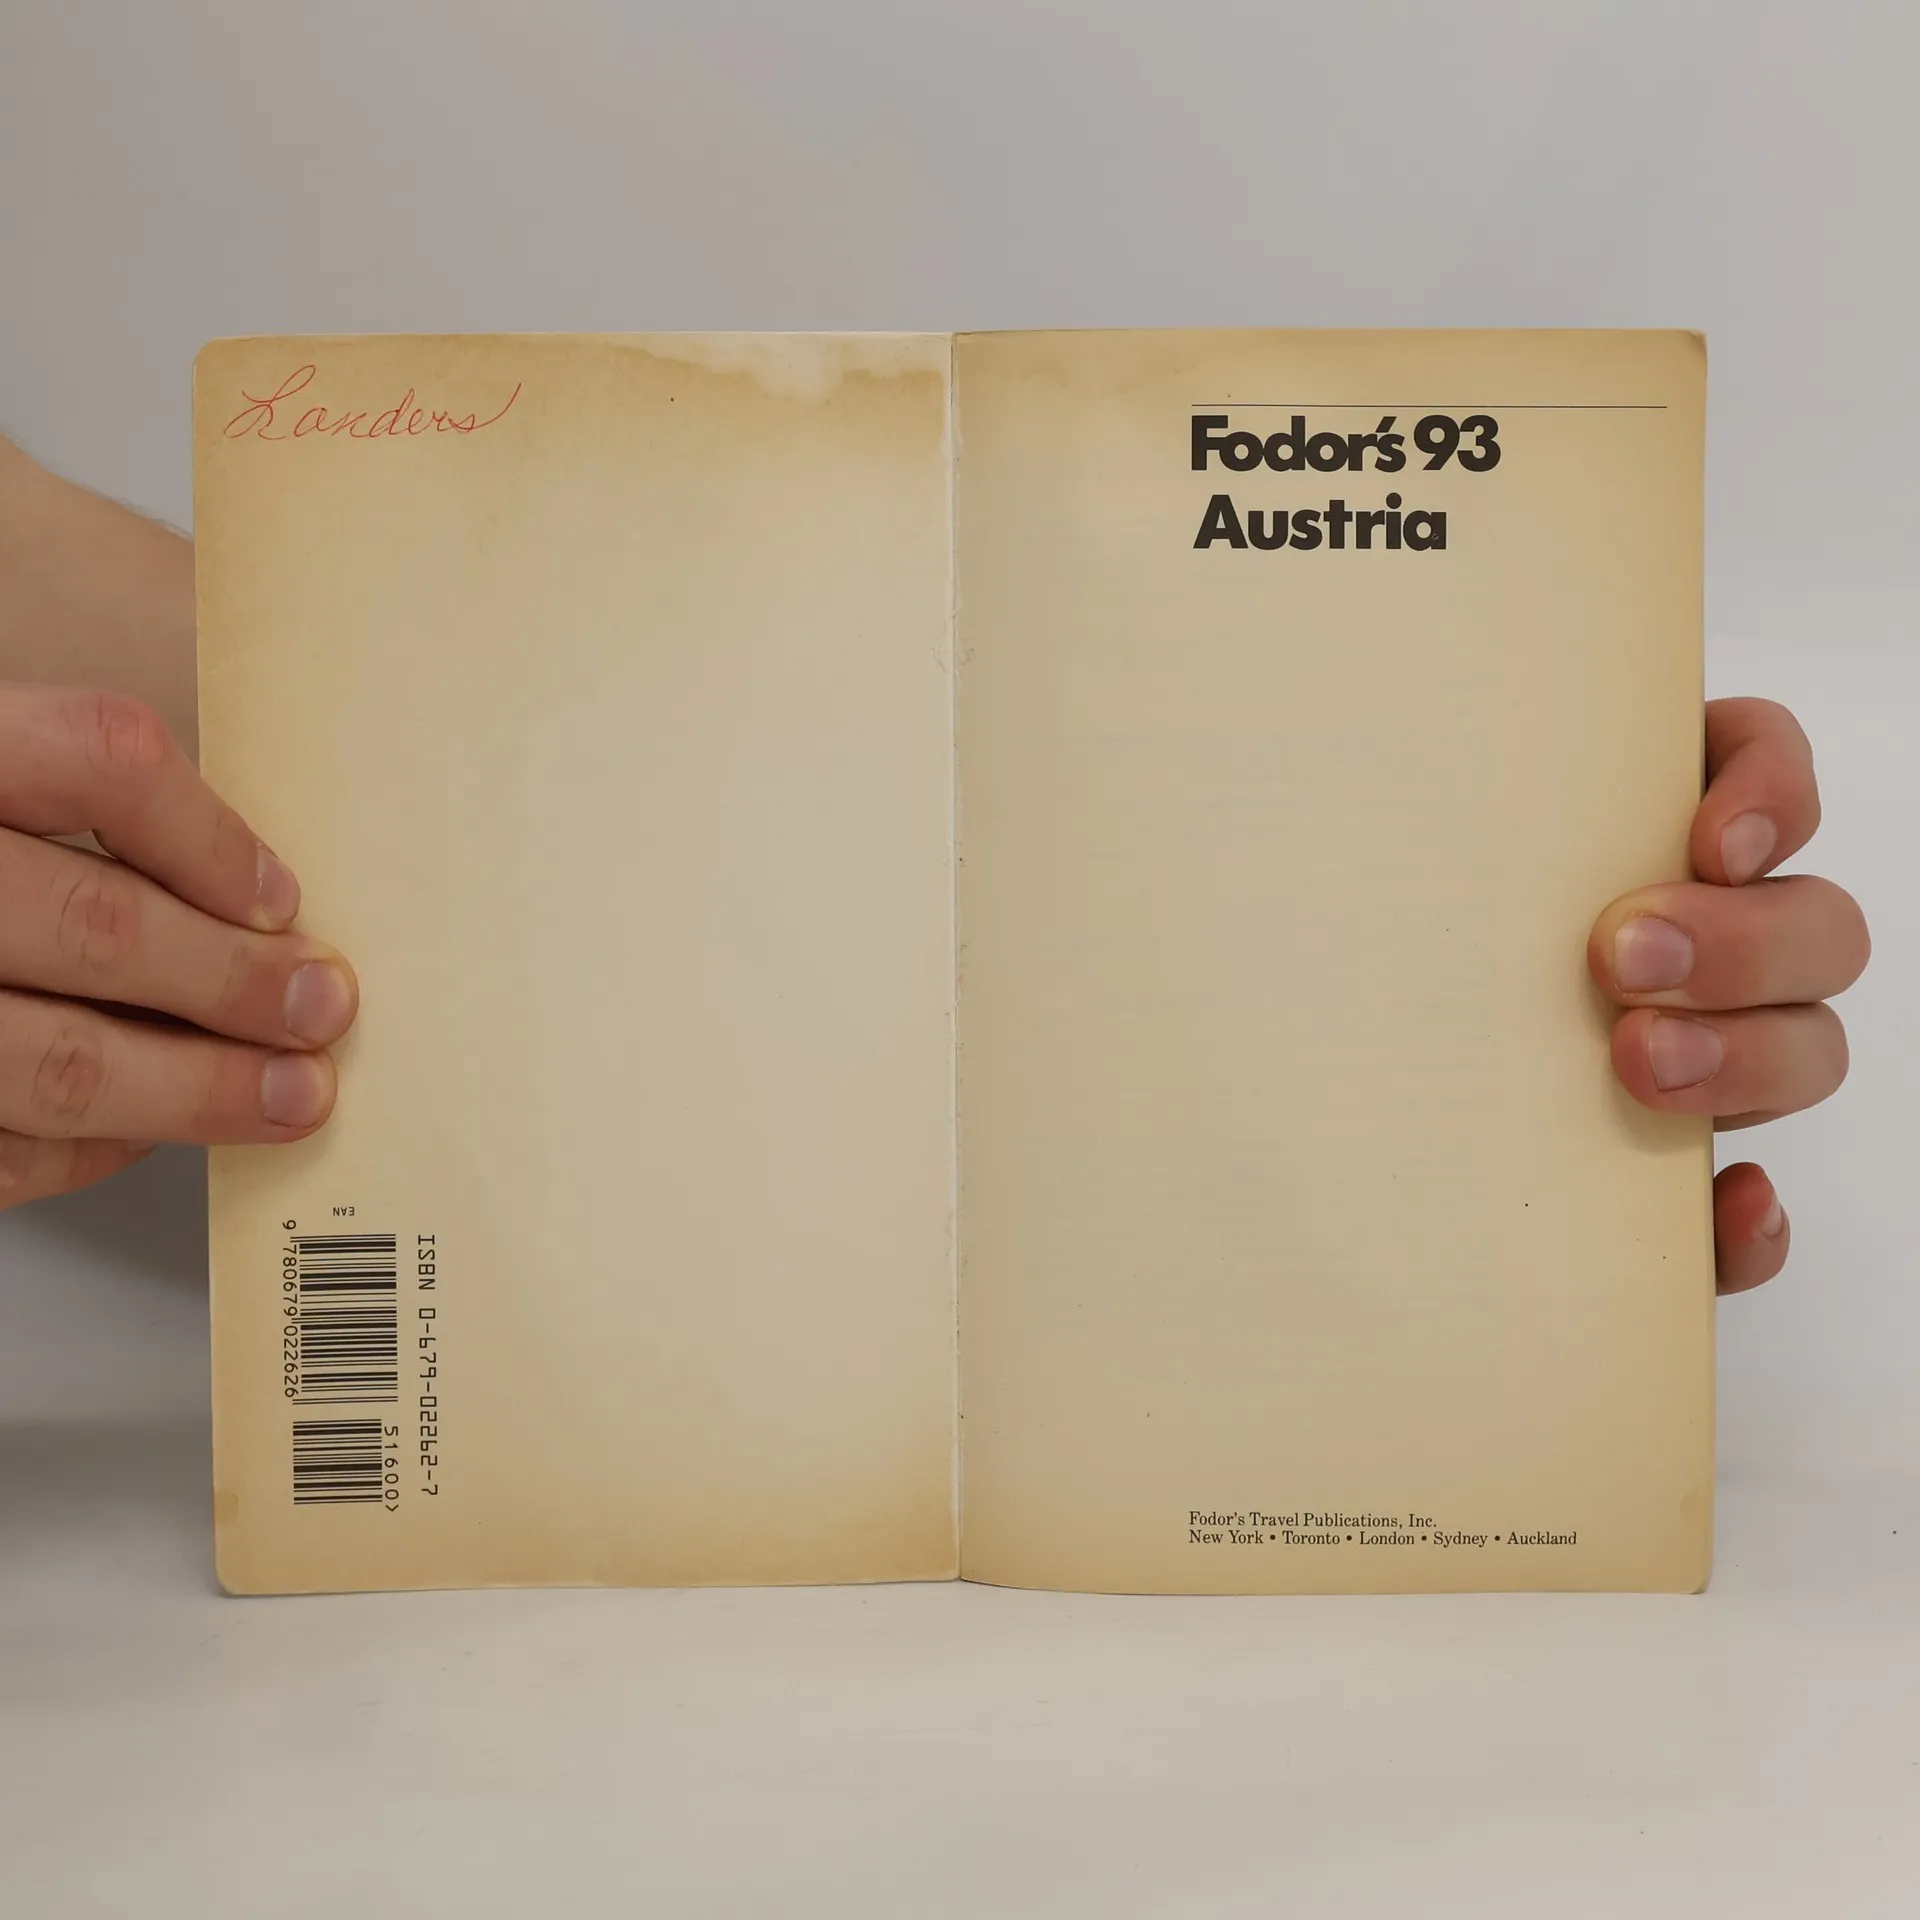 Landers
EAN
9 780679 022626
51600>
ISBN 0-679-02262-7
Fodor's 93
Austria
Fodor's Travel Publications, Inc.
New York • Toronto • London • Sydney • Auckland